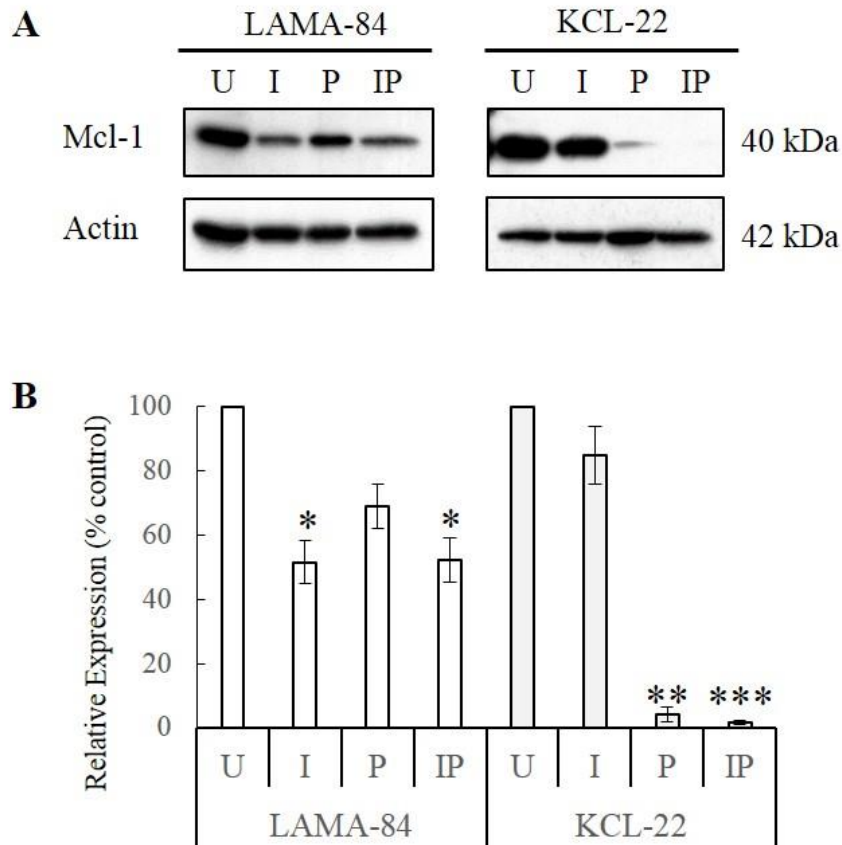 A
LAMA-84 KCL-22
U I P IP U I P IP
Mcl-1 40 kDa
Actin 42 kDa
B
Relative Expression (% control)
100
80
60
40
20
0
* * ** ***
U I P IP U I P IP
LAMA-84 KCL-22